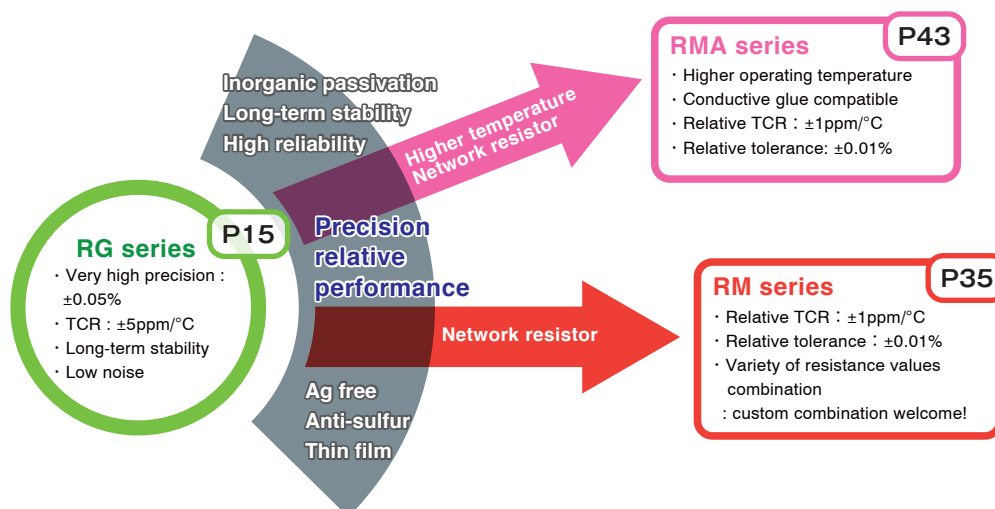 Inorganic passivation
Long-term stability
High reliability
Higher temperature
Network resistor
RMA series
P43
・Higher operating temperature
・Conductive glue compatible
・Relative TCR：±1ppm/°C
・Relative tolerance: ±0.01%
RG series
P15
・Very high precision :
±0.05%
・TCR : ±5ppm/°C
・Long-term stability
・Low noise
Precision
relative
performance
Network resistor
RM series
P35
・Relative TCR：±1ppm/°C
・Relative tolerance：±0.01%
・Variety of resistance values
combination
: custom combination welcome!
Ag free
Anti-sulfur
Thin film